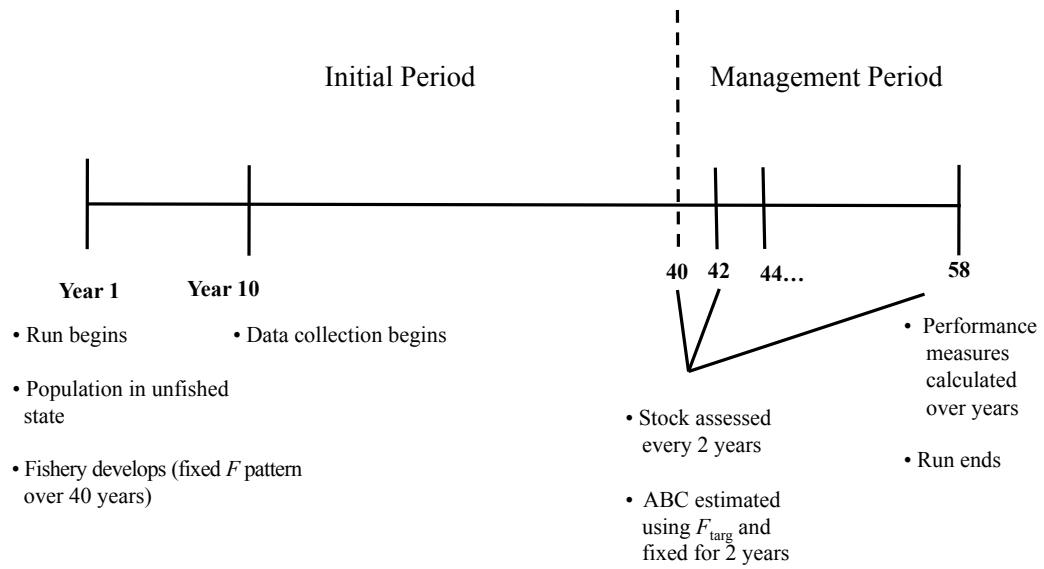 Initial Period
Management Period
Year 1
Year 10
40
42
44…
58
• Run begins
• Population in unfished
state
• Fishery develops (fixed F pattern
over 40 years)
• Data collection begins
• Stock assessed
every 2 years
• ABC estimated
using Ftarg and
fixed for 2 years
• Performance
measures
calculated
over years
• Run ends